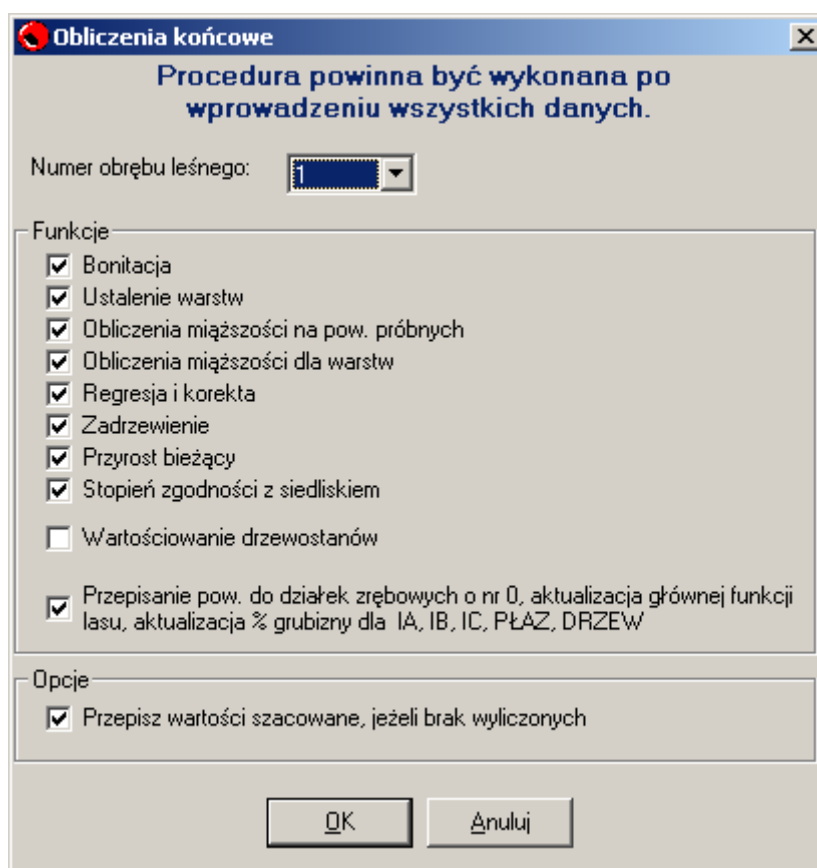 Obliczenia końcowe
Procedura powinna być wykonana po
wprowadzeniu wszystkich danych.
Numer obrębu leśnego: 1
Funkcje
Bonitacja
Ustalenie warstw
Obliczenia miąższości na pow. próbnych
Obliczenia miąższości dla warstw
Regresja i korekta
Zadrzewienie
Przyrost bieżący
Stopień zgodności z siedliskiem
Wartościowanie drzewostanów
Przepisanie pow. do działek zrębowych o nr 0, aktualizacja głównej funkcji
lasu, aktualizacja % grubizny dla IA, IB, IC, PŁAZ, DRZEW
Opcje
Przepisz wartości szacowane, jeżeli brak wyliczonych
OK Anuluj